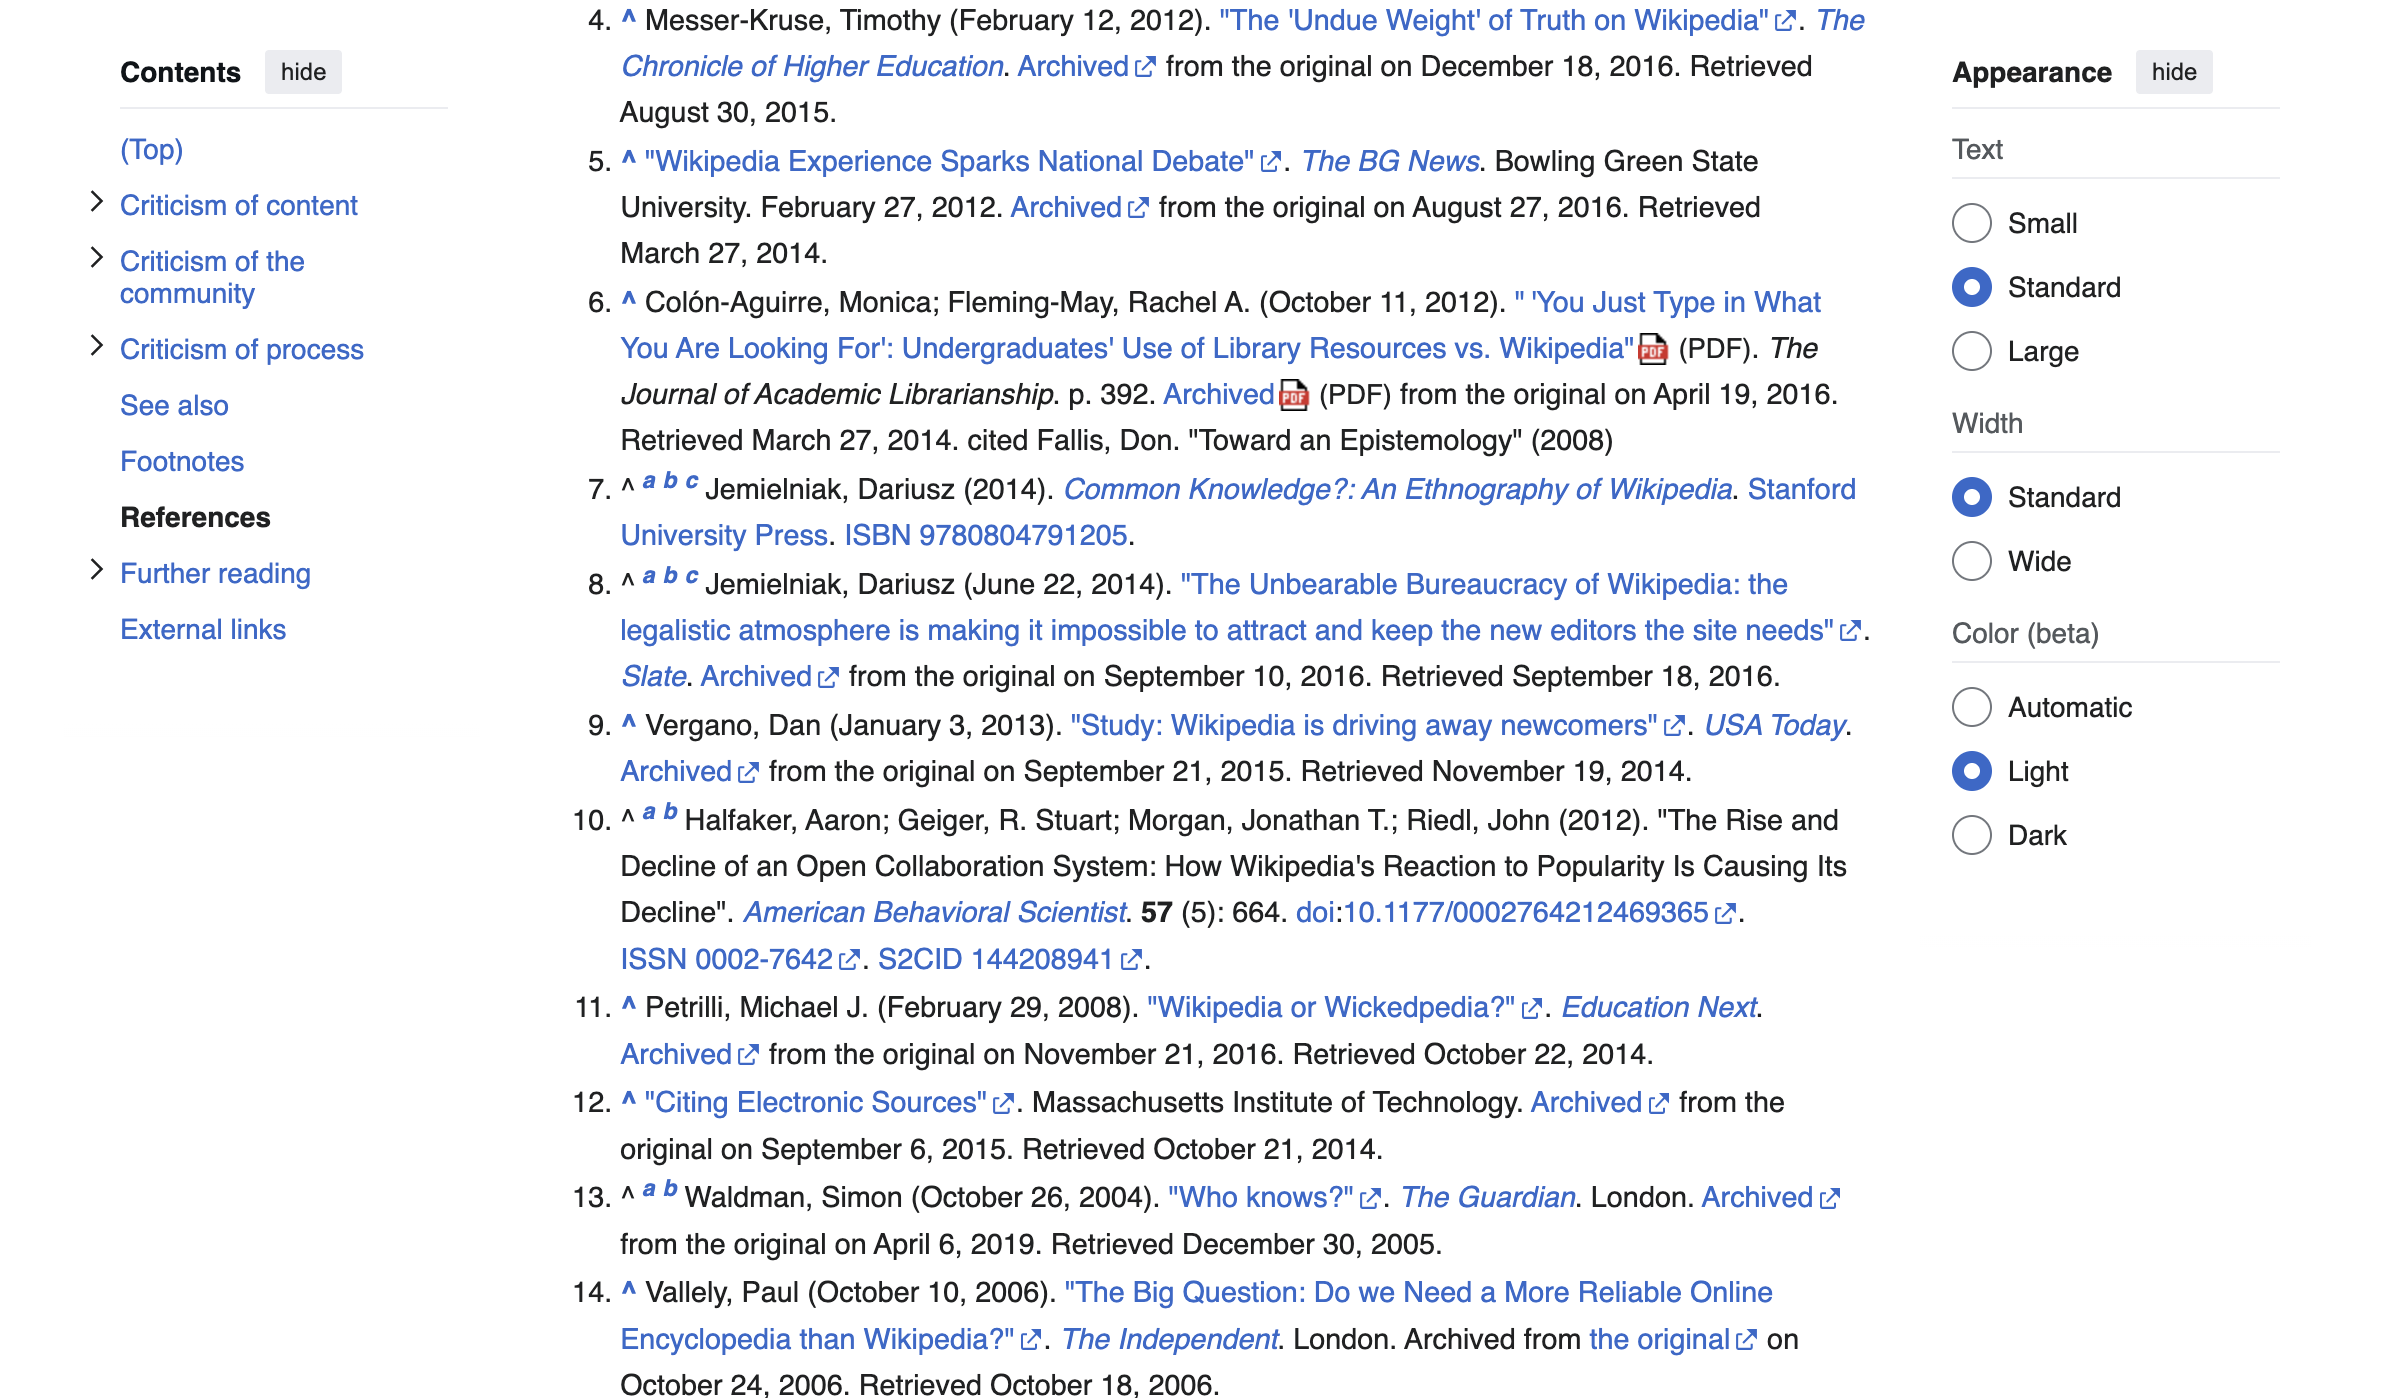 Contents hide
(Top)
Criticism of content
Criticism of the
community
Criticism of process
See also
Footnotes
References
Further reading
External links
4. ^ Messer-Kruse, Timothy (February 12, 2012). "The 'Undue Weight' of Truth on Wikipedia". The
Chronicle of Higher Education. Archived from the original on December 18, 2016. Retrieved
August 30, 2015.
5. ^ "Wikipedia Experience Sparks National Debate". The BG News. Bowling Green State
University. February 27, 2012. Archived from the original on August 27, 2016. Retrieved
March 27, 2014.
6. ^ Colón-Aguirre, Monica; Fleming-May, Rachel A. (October 11, 2012). " 'You Just Type in What
You Are Looking For': Undergraduates' Use of Library Resources vs. Wikipedia" PDF (PDF). The
Journal of Academic Librarianship. p. 392. Archived PDF (PDF) from the original on April 19, 2016.
Retrieved March 27, 2014. cited Fallis, Don. "Toward an Epistemology" (2008)
7. ^ a b c Jemielniak, Dariusz (2014). Common Knowledge?: An Ethnography of Wikipedia. Stanford
University Press. ISBN 9780804791205.
8. ^ a b c Jemielniak, Dariusz (June 22, 2014). "The Unbearable Bureaucracy of Wikipedia: the
legalistic atmosphere is making it impossible to attract and keep the new editors the site needs".
Slate. Archived from the original on September 10, 2016. Retrieved September 18, 2016.
9. ^ Vergano, Dan (January 3, 2013). "Study: Wikipedia is driving away newcomers". USA Today.
Archived from the original on September 21, 2015. Retrieved November 19, 2014.
10. ^ a b Halfaker, Aaron; Geiger, R. Stuart; Morgan, Jonathan T.; Riedl, John (2012). "The Rise and
Decline of an Open Collaboration System: How Wikipedia's Reaction to Popularity Is Causing Its
Decline". American Behavioral Scientist. 57 (5): 664. doi:10.1177/0002764212469365.
ISSN 0002-7642. S2CID 144208941.
11. ^ Petrilli, Michael J. (February 29, 2008). "Wikipedia or Wickedpedia?". Education Next.
Archived from the original on November 21, 2016. Retrieved October 22, 2014.
12. ^ "Citing Electronic Sources". Massachusetts Institute of Technology. Archived from the
original on September 6, 2015. Retrieved October 21, 2014.
13. ^ a b Waldman, Simon (October 26, 2004). "Who knows?". The Guardian. London. Archived
from the original on April 6, 2019. Retrieved December 30, 2005.
14. ^ Vallely, Paul (October 10, 2006). "The Big Question: Do we Need a More Reliable Online
Encyclopedia than Wikipedia?". The Independent. London. Archived from the original on
October 24, 2006. Retrieved October 18, 2006.
Appearance hide
Text
Small
Standard
Large
Width
Standard
Wide
Color (beta)
Automatic
Light
Dark